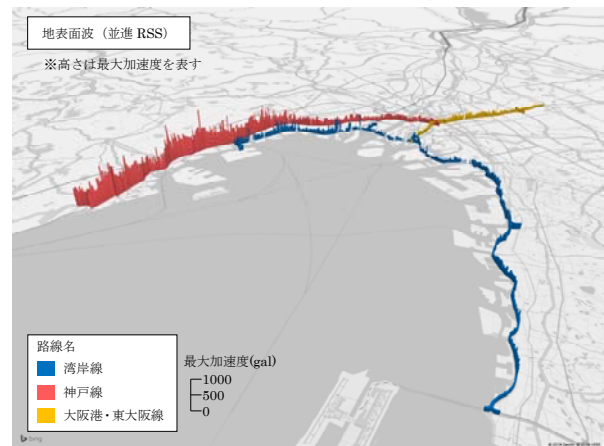 地表面波（並進 RSS）
※高さは最大加速度を表す
路線名
湾岸線
神戸線
大阪港・東大阪線
最大加速度(gal)
1000
500
0
bing